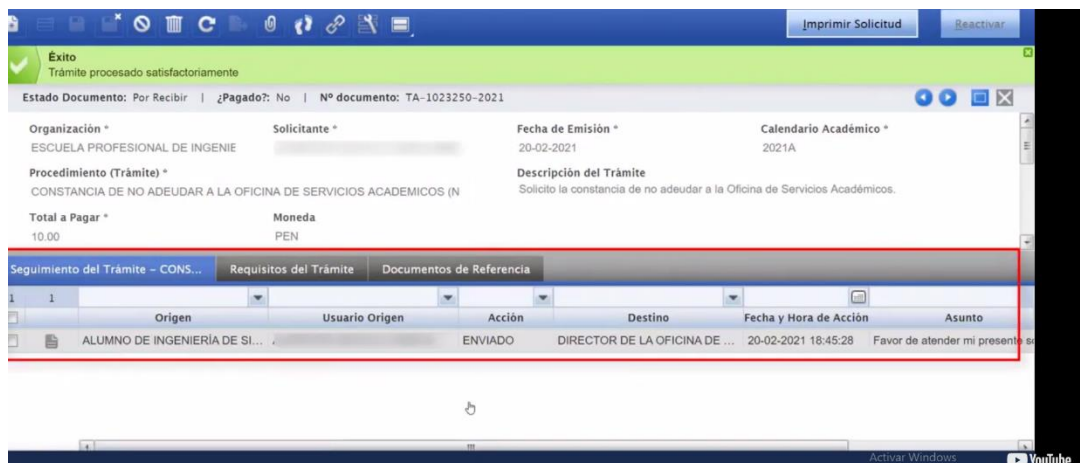 Imprimir Solicitud
Reactivar
Éxito
Trámite procesado satisfactoriamente
Estado Documento: Por Recibir | ¿Pagado?: No | Nº documento: TA-1023250-2021
Organización * Solicitante * Fecha de Emisión * Calendario Académico *
ESCUELA PROFESIONAL DE INGENIE 20-02-2021 2021A
Procedimiento (Trámite) * Descripción del Trámite
CONSTANCIA DE NO ADEUDAR A LA OFICINA DE SERVICIOS ACADEMICOS (N Solicito la constancia de no adeudar a la Oficina de Servicios Académicos.
Total a Pagar * Moneda
10.00 PEN
Seguimiento del Trámite – CONS... Requisitos del Trámite Documentos de Referencia
1 1
Origen Usuario Origen Acción Destino Fecha y Hora de Acción Asunto
ALUMNO DE INGENIERÍA DE SI... ENVIADO DIRECTOR DE LA OFICINA DE ... 20-02-2021 18:45:28 Favor de atender mi presente
Activar Windows
YouTube